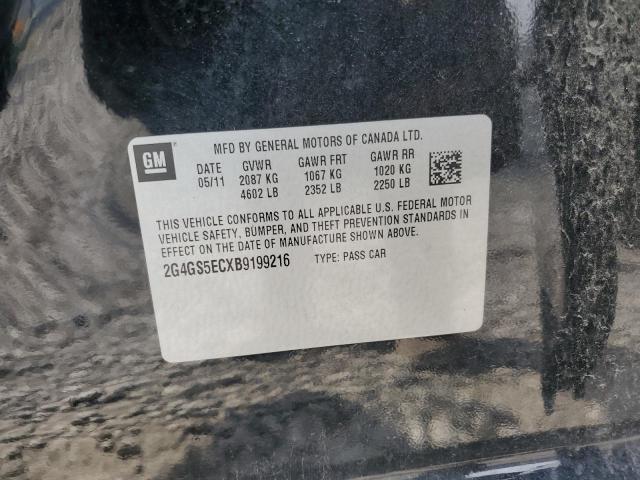 MFD BY GENERAL MOTORS OF CANADA LTD.
GM
DATE GVWR GAWR FRT GAWR RR
05/11 2087 KG 1067 KG 1020 KG
4602 LB 2352 LB 2250 LB
THIS VEHICLE CONFORMS TO ALL APPLICABLE U.S. FEDERAL MOTOR
VEHICLE SAFETY, BUMPER, AND THEFT PREVENTION STANDARDS IN
EFFECT ON THE DATE OF MANUFACTURE SHOWN ABOVE.
2G4GS5ECXB9199216 TYPE: PASS CAR